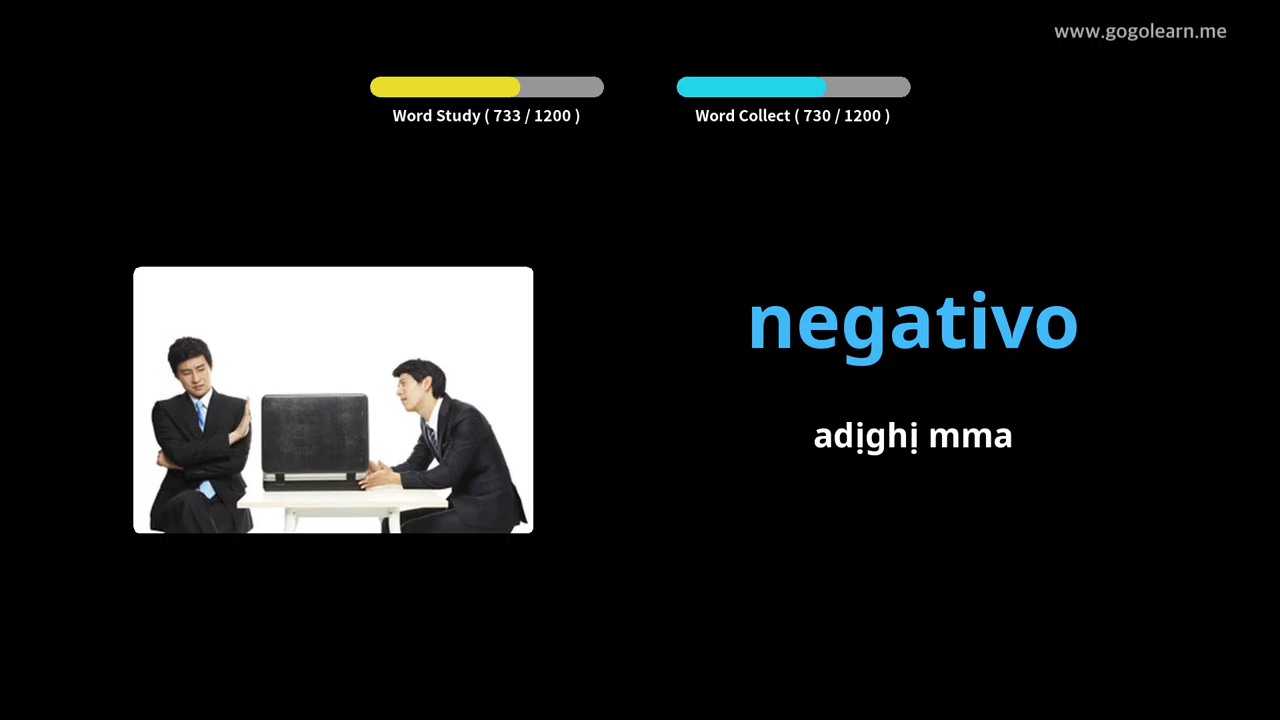 www.gogolearn.me
Word Study ( 733 / 1200 )
Word Collect ( 730 / 1200 )
negativo
adịghị mma